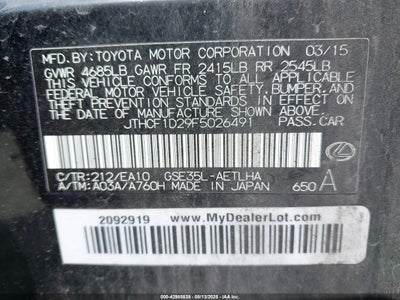 MFD. BY: TOYOTA MOTOR CORPORATION 03/15
GVWR 4685LB GAWR FR 2415LB RR 2545LB
THIS VEHICLE CONFORMS TO ALL APPLICABLE
FEDERAL MOTOR VEHICLE SAFETY, BUMPER, AND
THEFT PREVENTION STANDARDS IN EFFECT ON
THE DATE OF MANUFACTURE SHOWN ABOVE.
JTHCF1D29F5026491 PASS.CAR
C/TR:212/EA10 GSE35L-AETLHA
A/TM:A03A/A760H MADE IN JAPAN 650A
2092919 www.MyDealerLot.com
000-42995838 - 09/13/2025 - IAA, Inc.